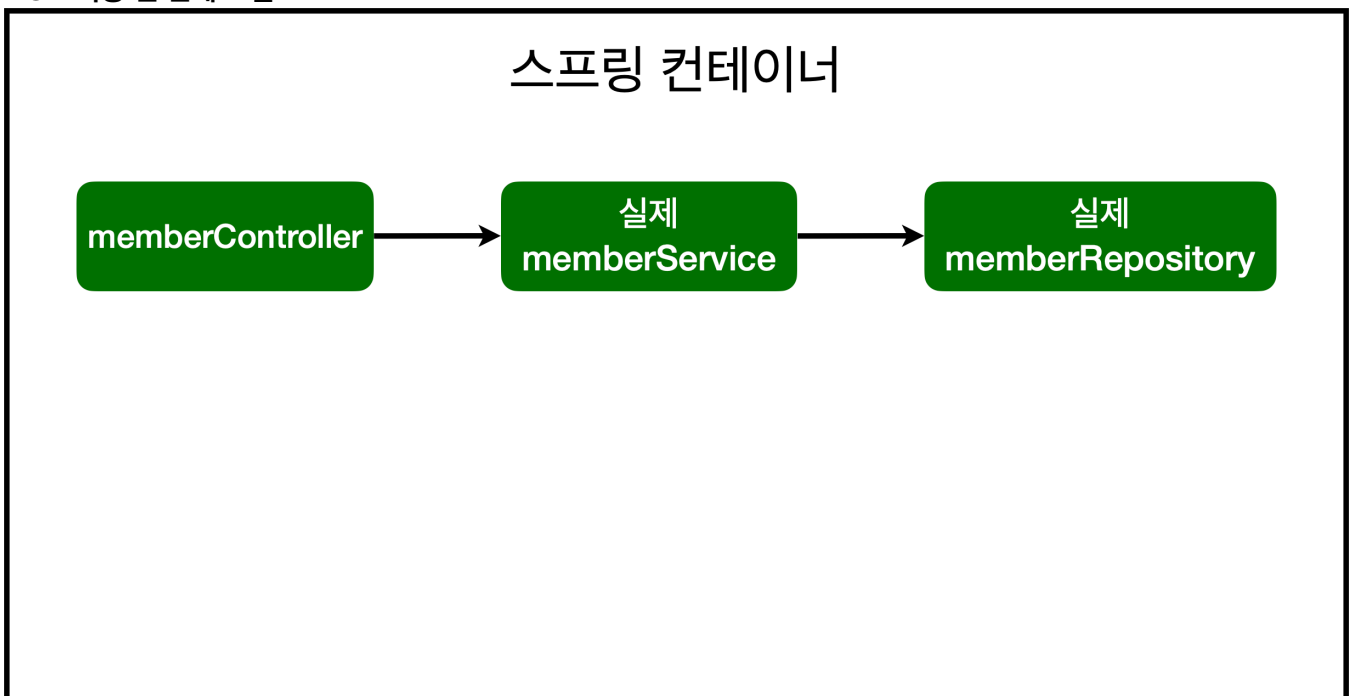 스프링 컨테이너
memberController
실제
memberService
실제
memberRepository